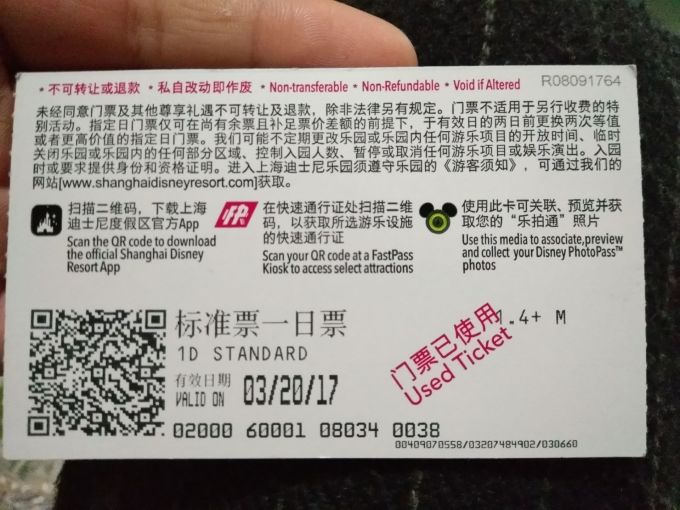 * 不可转让或退款 * 私自改动即作废 * Non-transferable * Non-Refundable * Void if Altered R08091764
未经同意门票及其他尊享礼遇不可转让及退款，除非法律另有规定。门票不适用于另行收费的特
别活动。指定日门票仅可在尚有余票且补足票价差额的前提下，于有效日的两日前更换两次等值
或者更高价值的指定日门票。我们可能不定期更改乐园或乐园内游乐项目的开放时间、临时
关闭乐园或乐园内的任何部分区域、控制入园人数、暂停或取消任何游乐项目或娱乐演出。入园
时或要求提供身份和资格证明。进入上海迪士尼乐园须遵守乐园的《游客须知》，可通过我们的
网站[www.shanghaidisneyresort.com]获取。
扫描二维码，下载上海
迪士尼度假区官方App
Scan the QR code to download
the official Shanghai Disney
Resort App
快
在快速通行证处扫描二维
码，以获取所选游乐设施
的快速通行证
Scan your QR code at a FastPass
Kiosk to access select attractions
使用此卡可关联、预览并获
取您的“乐拍通”照片
Use this media to associate,preview
and collect your Disney PhotoPass™
photos
标准票一日票
1D STANDARD
有效日期
VALID ON 03/20/17
.4+ M
门票已使用
Used Ticket
02000 60001 08034 0038
00409070558/03207484902/030660